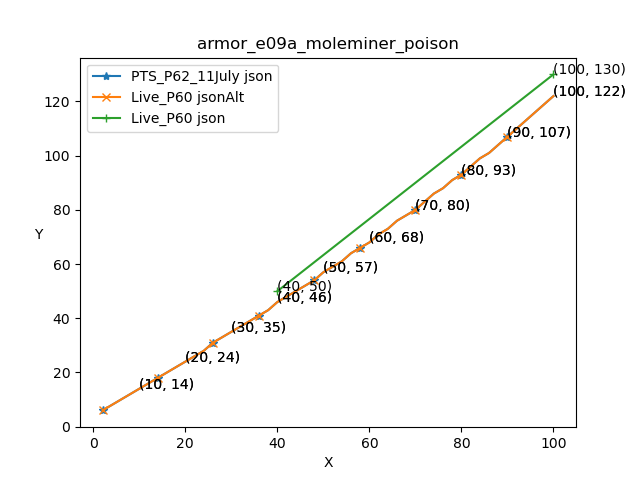 armor_e09a_moleminer_poison
PTS_P62_11July json
Live_P60 jsonAlt
Live_P60 json
(100, 130)
(100, 122)
(90, 107)
(80, 93)
(70, 80)
(60, 68)
(50, 57)
(40, 50)
(40, 46)
(30, 35)
(20, 24)
(10, 14)
Y
120
100
80
60
40
20
0
0 20 40 60 80 100
X